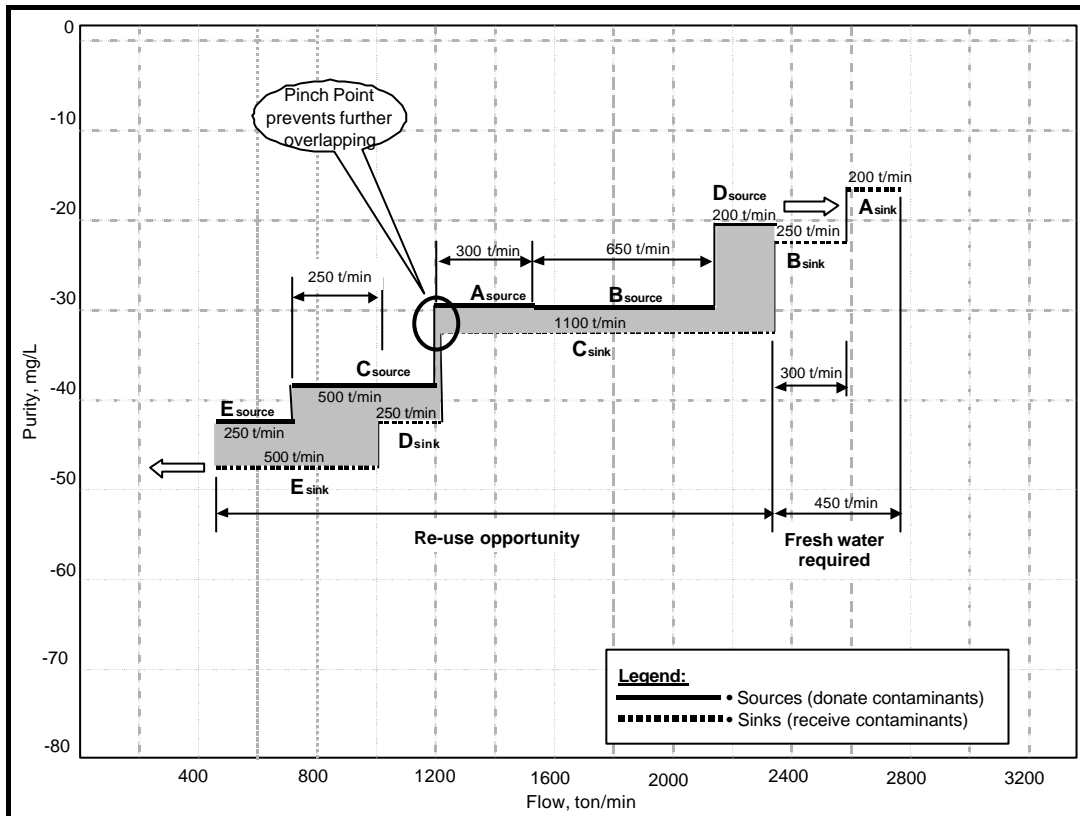 0
-10
-20
-30
-40
-50
-60
-70
-80
Purity, mg/L
Pinch Point
prevents further
overlapping
200 t/min
A sink
D source
200 t/min
250 t/min
B sink
300 t/min
650 t/min
250 t/min
A source
B source
1100 t/min
C sink
C source
500 t/min
300 t/min
E source
250 t/min
250 t/min
D sink
500 t/min
E sink
450 t/min
Re-use opportunity
Fresh water
required
Legend:
• Sources (donate contaminants)
• Sinks (receive contaminants)
400 800 1200 1600 2000 2400 2800 3200
Flow, ton/min